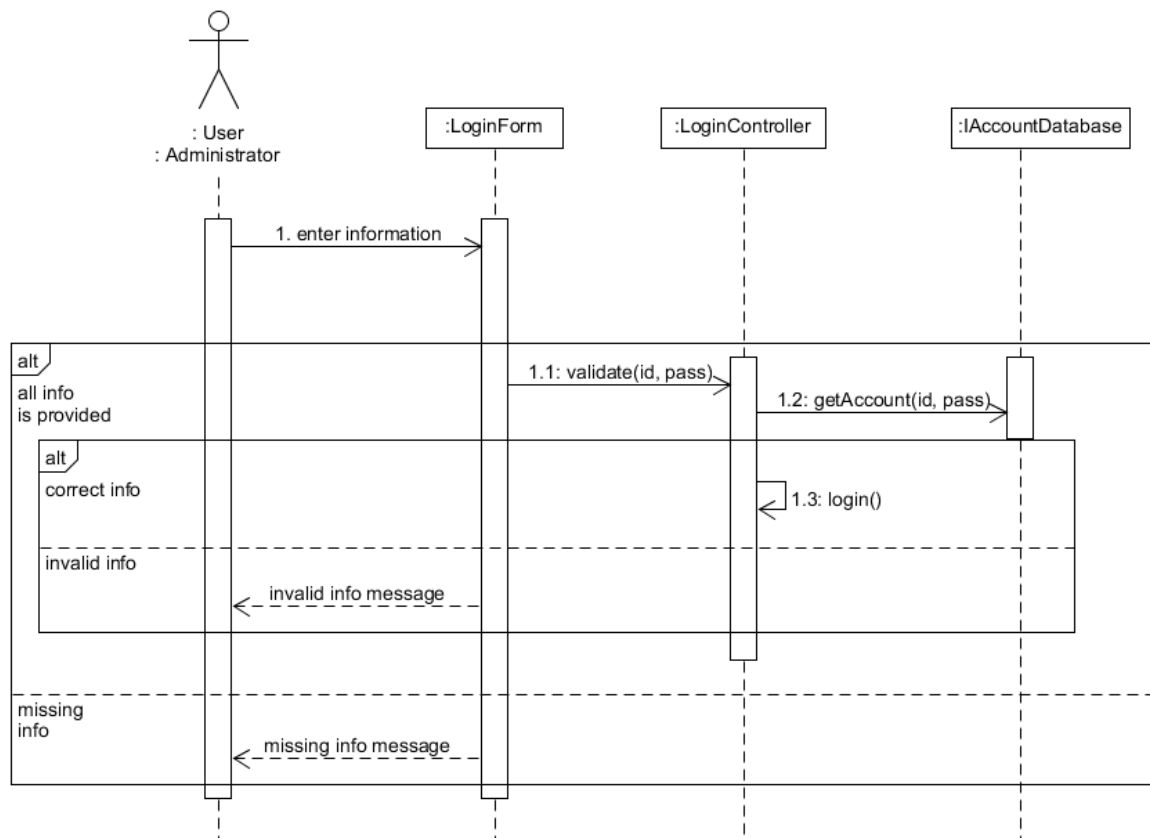 : User
: Administrator
:LoginForm
:LoginController
:IAccountDatabase
1. enter information
alt
all info
is provided
1.1: validate(id, pass)
1.2: getAccount(id, pass)
alt
correct info
1.3: login()
invalid info
invalid info message
missing
info
missing info message